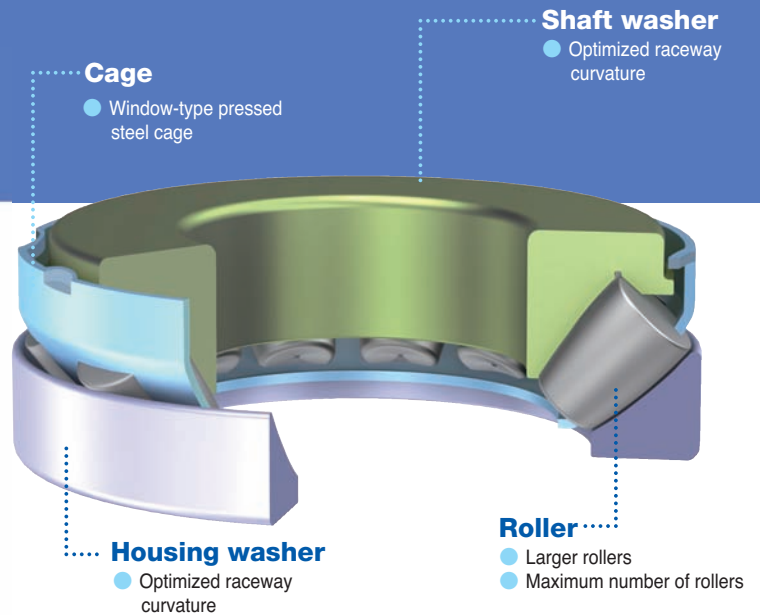 Shaft washer
Optimized raceway
curvature
Cage
Window-type pressed
steel cage
Housing washer
Optimized raceway
curvature
Roller
Larger rollers
Maximum number of rollers